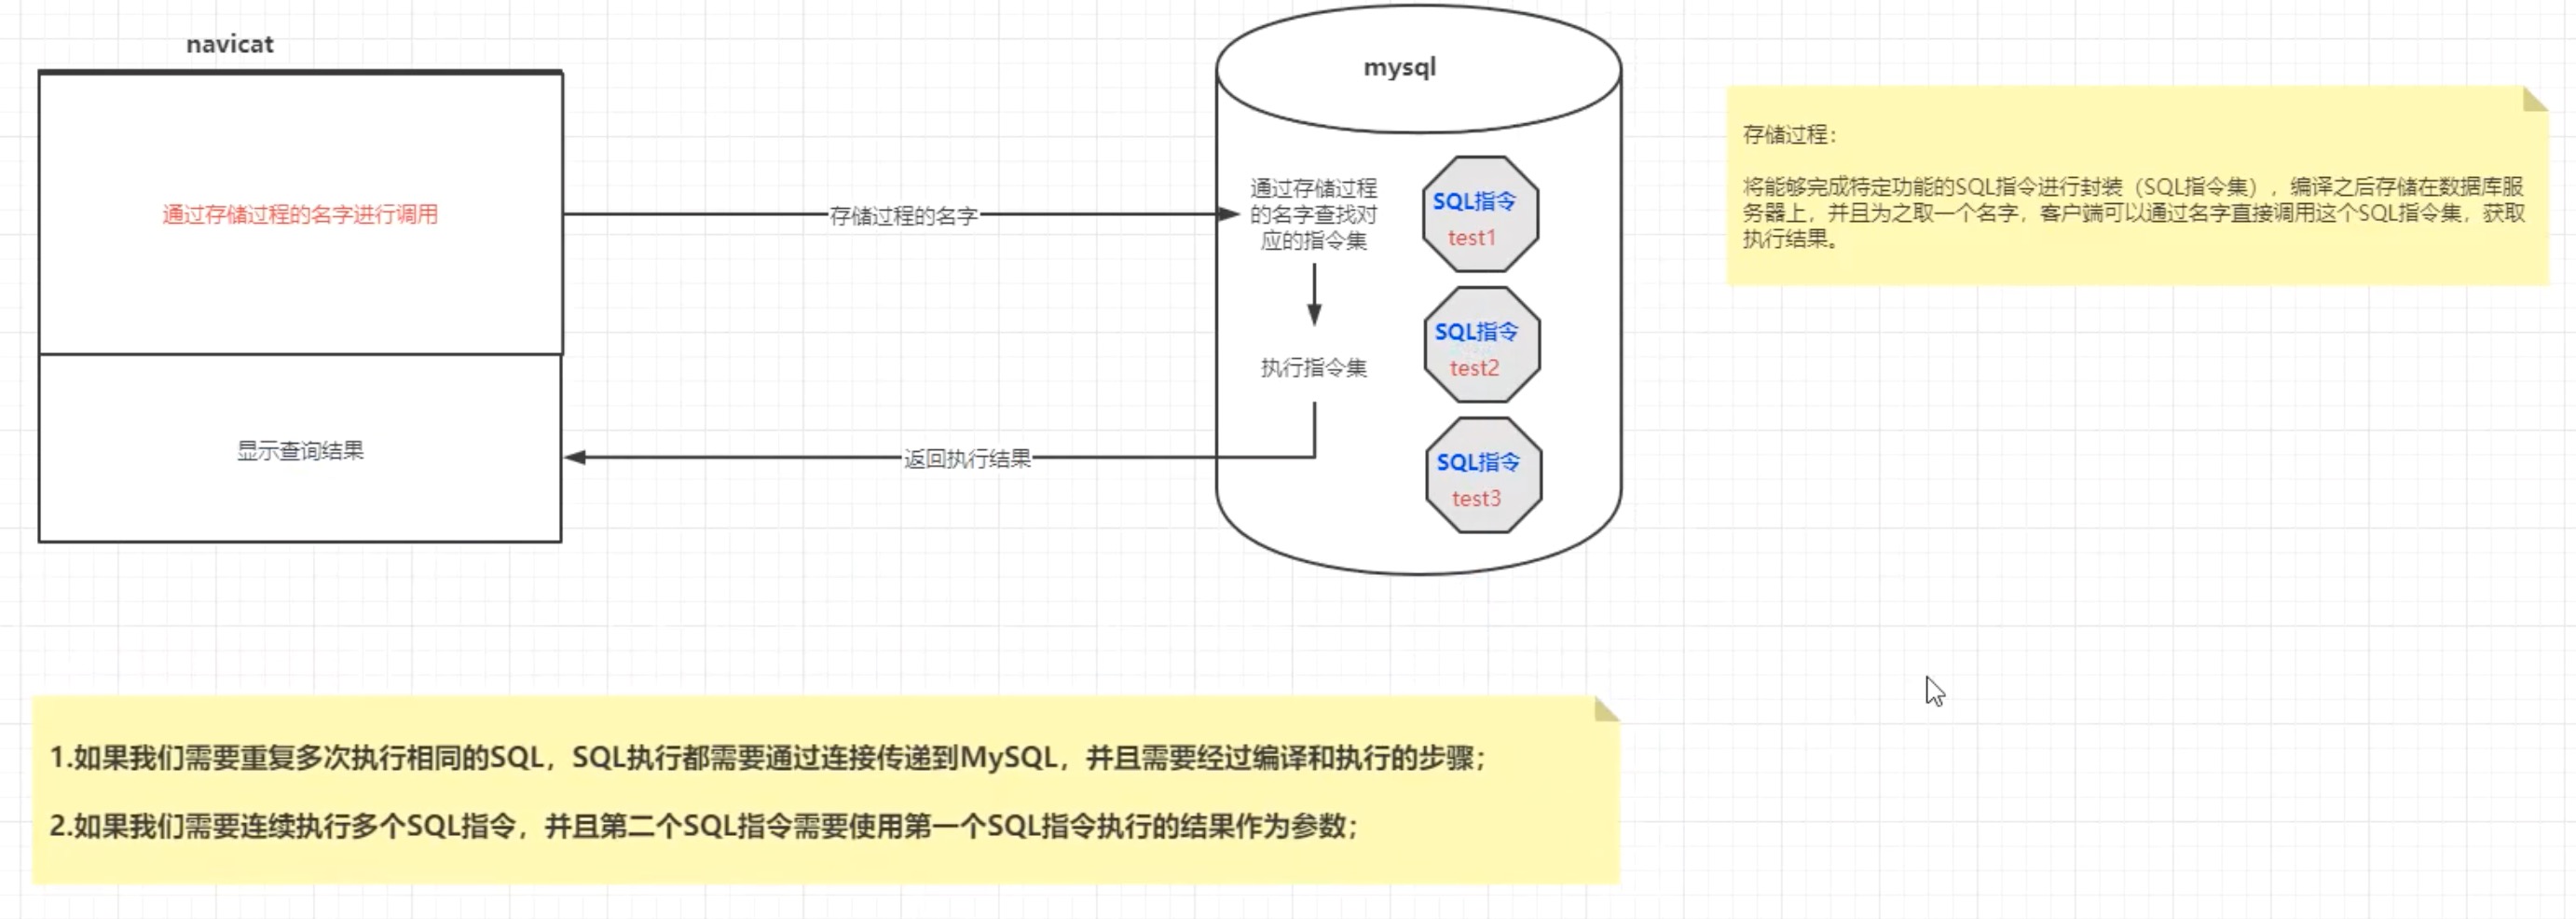 navicat
mysql
通过存储过程的名字进行调用
存储过程的名字
通过存储过程
的名字查找对
应的指令集
执行指令集
返回执行结果
显示查询结果
SQL指令
test1
SQL指令
test2
SQL指令
test3
存储过程：
将能够完成特定功能的SQL指令进行封装（SQL指令集），编译之后存储在数据库服
务器上，并且为之取一个名字，客户端可以通过名字直接调用这个SQL指令集，获取
执行结果。
1.如果我们需要重复多次执行相同的SQL，SQL执行都需要通过连接传递到MySQL，并且需要经过编译和执行的步骤；
2.如果我们需要连续执行多个SQL指令，并且第二个SQL指令需要使用第一个SQL指令执行的结果作为参数；